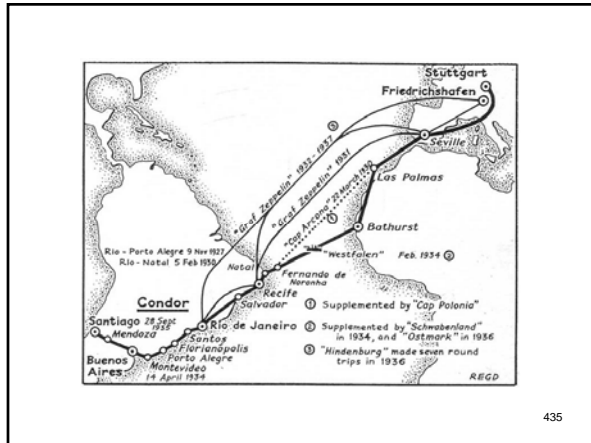 Stuttgart
Friedrichshafen
Seville
③
"Graf Zeppelin" 1932-1937
"Graf Zeppelin" 1931
"Cap Arcona" 22 March 1930
①
Las Palmas
Bathurst
"Westfalen" Feb. 1934 ②
Rio - Porto Alegre 9 Nov 1927
Rio - Natal 5 Feb 1930
Natal
Fernando de
Noronha
Recife
Salvador
Condor
Rio de Janeiro
Santos
Florianópolis
Porto Alegre
Montevideo
14 April 1934
Santiago 28 Sept
1935
Mendoza
Buenos
Aires
① Supplemented by "Cap Polonia"
② Supplemented by "Schwabenland"
in 1934, and "Ostmark" in 1936
③ "Hindenburg" made seven round
trips in 1936
REGD
435